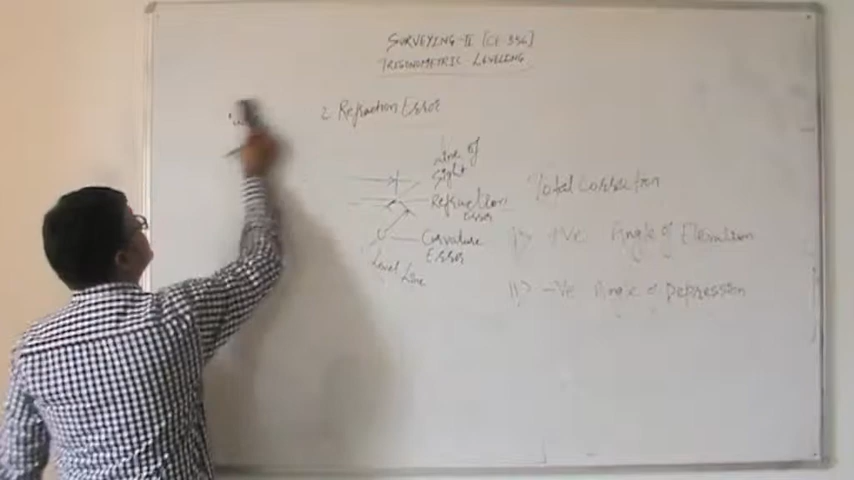 SURVEYING-II [CE 356]
TRIGONOMETRIC LEVELING
2 Refraction Error
Line of
Sight
Refraction
Error
Curvature
Error
Level Line
Total Correction
i> +Ve Angle of Elevation
ii> -Ve Angle of Depression